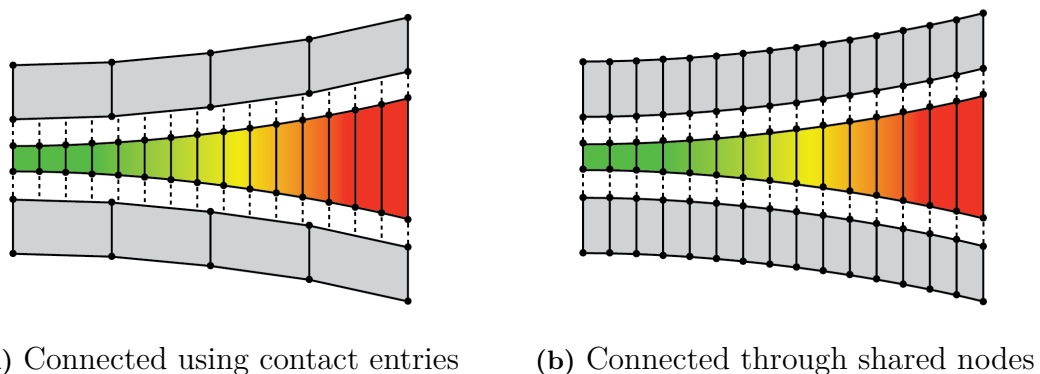 ) Connected using contact entries
(b) Connected through shared nodes